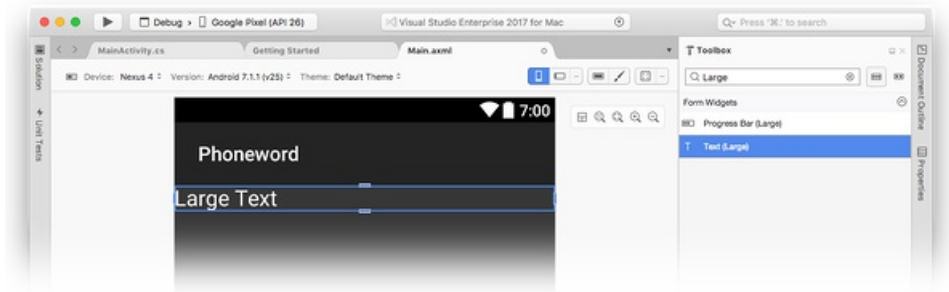 Debug › Google Pixel (API 26)
Visual Studio Enterprise 2017 for Mac
Press '⌘.' to search
MainActivity.cs
Getting Started
Main.axml
Toolbox
Device: Nexus 4
Version: Android 7.1.1 (v25)
Theme: Default Theme
Large
Form Widgets
Progress Bar (Large)
Text (Large)
7:00
Phoneword
Large Text
Solution
Unit Tests
Document Outline
Properties